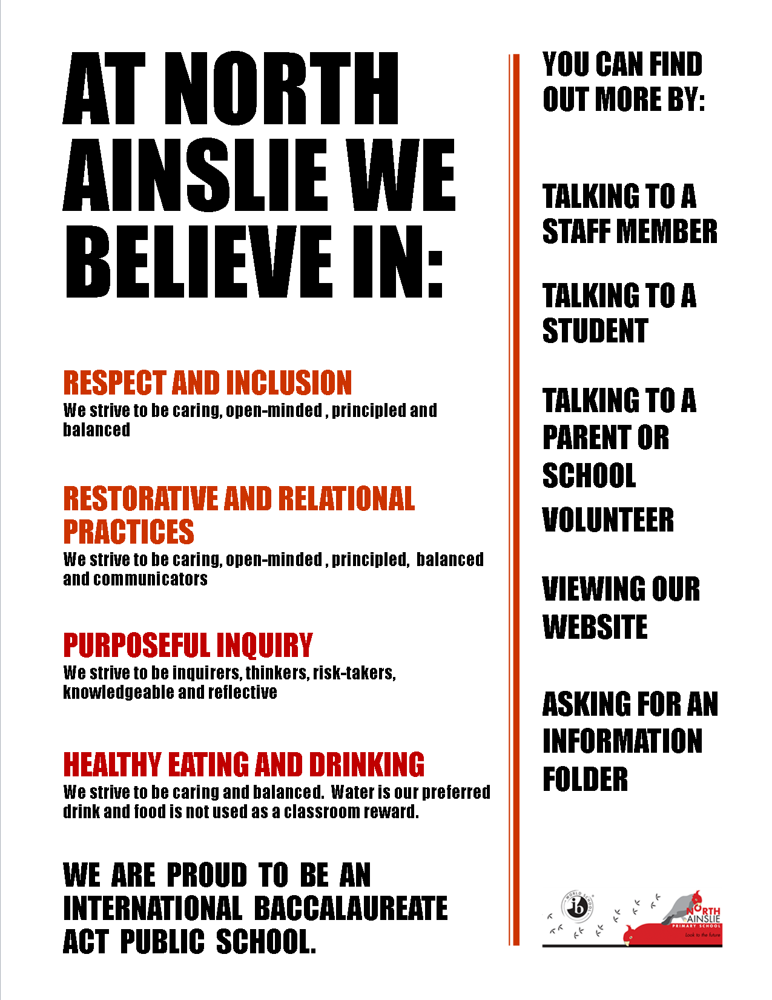 AT NORTH
AINSLIE WE
BELIEVE IN:
RESPECT AND INCLUSION
We strive to be caring, open-minded , principled and
balanced
RESTORATIVE AND RELATIONAL
PRACTICES
We strive to be caring, open-minded , principled, balanced
and communicators
PURPOSEFUL INQUIRY
We strive to be inquirers, thinkers, risk-takers,
knowledgeable and reflective
HEALTHY EATING AND DRINKING
We strive to be caring and balanced. Water is our preferred
drink and food is not used as a classroom reward.
WE ARE PROUD TO BE AN
INTERNATIONAL BACCALAUREATE
ACT PUBLIC SCHOOL.
YOU CAN FIND
OUT MORE BY:
TALKING TO A
STAFF MEMBER
TALKING TO A
STUDENT
TALKING TO A
PARENT OR
SCHOOL
VOLUNTEER
VIEWING OUR
WEBSITE
ASKING FOR AN
INFORMATION
FOLDER
WORLD SCHOOL
ib
NORTH
AINSLIE
PRIMARY SCHOOL
Look to the future